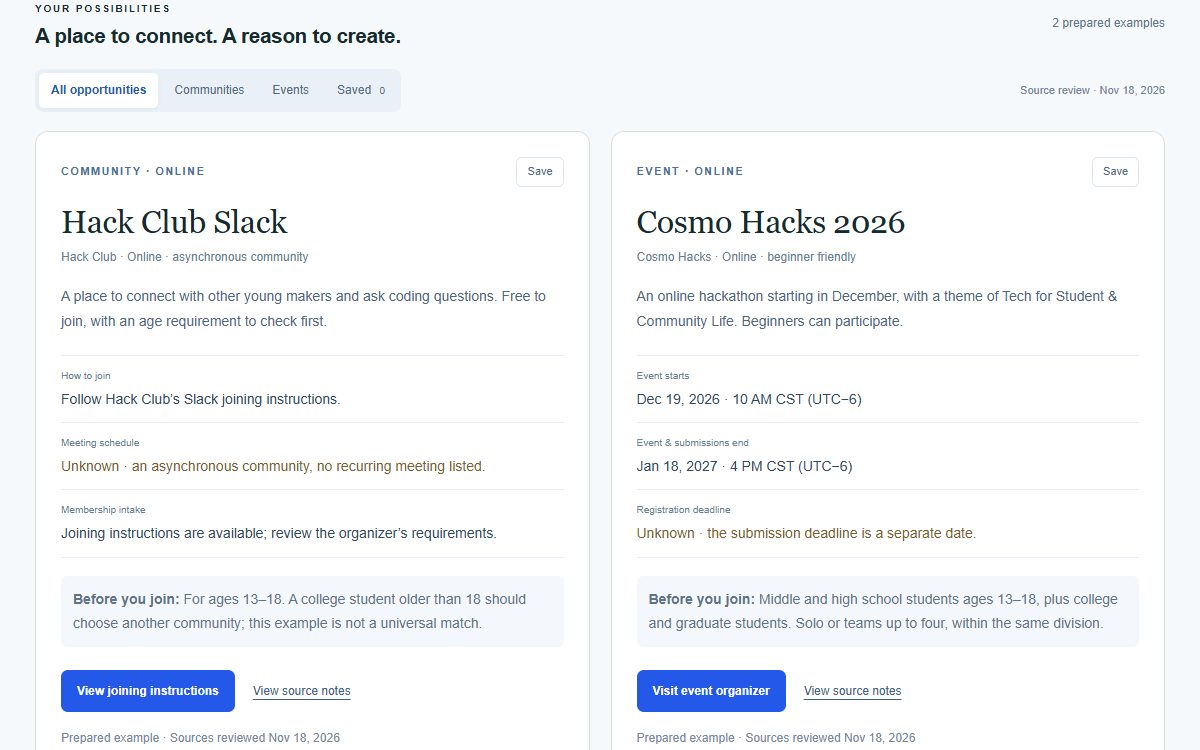 YOUR POSSIBILITIES
A place to connect. A reason to create.
2 prepared examples
All opportunities Communities Events Saved 0
Source review · Nov 18, 2026
COMMUNITY · ONLINE
Save
Hack Club Slack
Hack Club · Online · asynchronous community
A place to connect with other young makers and ask coding questions. Free to
join, with an age requirement to check first.
How to join
Follow Hack Club’s Slack joining instructions.
Meeting schedule
Unknown · an asynchronous community, no recurring meeting listed.
Membership intake
Joining instructions are available; review the organizer’s requirements.
Before you join: For ages 13–18. A college student older than 18 should
choose another community; this example is not a universal match.
View joining instructions View source notes
Prepared example · Sources reviewed Nov 18, 2026
EVENT · ONLINE
Save
Cosmo Hacks 2026
Cosmo Hacks · Online · beginner friendly
An online hackathon starting in December, with a theme of Tech for Student &
Community Life. Beginners can participate.
Event starts
Dec 19, 2026 · 10 AM CST (UTC−6)
Event & submissions end
Jan 18, 2027 · 4 PM CST (UTC−6)
Registration deadline
Unknown · the submission deadline is a separate date.
Before you join: Middle and high school students ages 13–18, plus college
and graduate students. Solo or teams up to four, within the same division.
Visit event organizer View source notes
Prepared example · Sources reviewed Nov 18, 2026